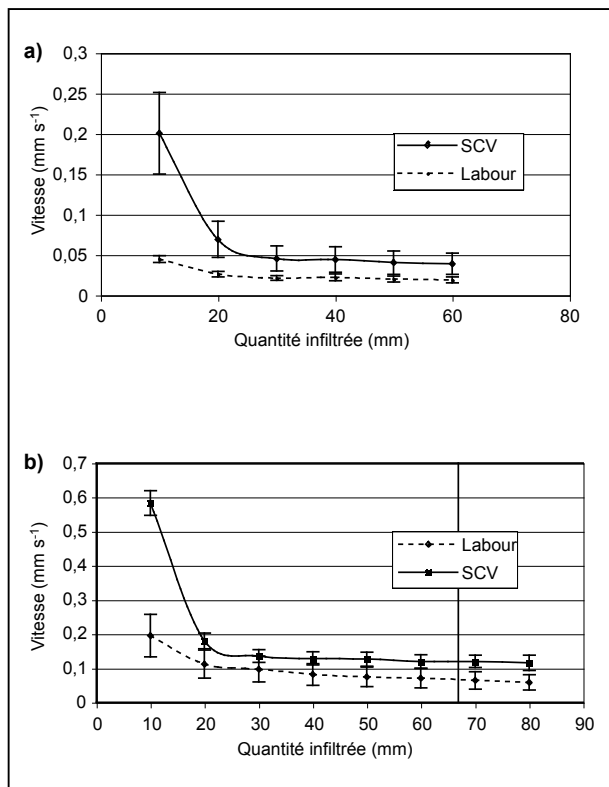 a)
0,3
0,25
0,2
0,15
0,1
0,05
0
Vitesse (mm s-1)
SCV
Labour
0 20 40 60 80
Quantité infiltrée (mm)
b)
0,7
0,6
0,5
0,4
0,3
0,2
0,1
0
Vitesse (mm s-1)
Labour
SCV
0 10 20 30 40 50 60 70 80 90
Quantité infiltrée (mm)